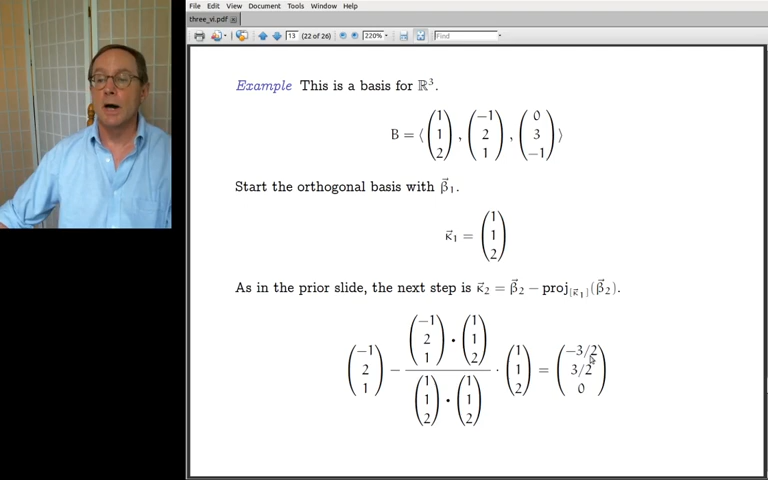 File Edit View Document Tools Window Help
three_vi.pdf
13 (22 of 26) 220% Find
Example This is a basis for ℝ³.
B = ⟨ (1 1 2), (−1 2 1), (0 3 −1) ⟩
Start the orthogonal basis with β⃗₁.
κ⃗₁ = (1 1 2)
As in the prior slide, the next step is κ⃗₂ = β⃗₂ − proj_[κ⃗₁](β⃗₂).
(−1 2 1) − ((−1 2 1) • (1 1 2)) / ((1 1 2) • (1 1 2)) · (1 1 2) = (−3/2 3/2 0)